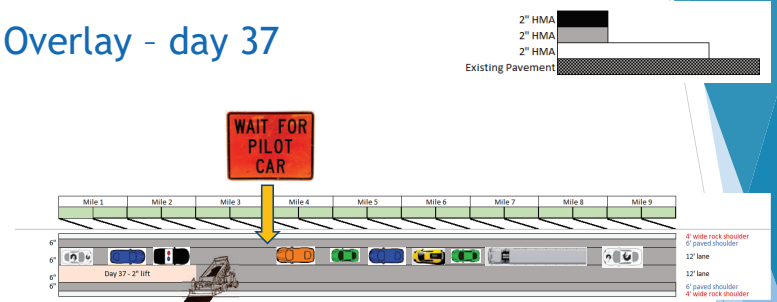 Overlay – day 37
2" HMA
2" HMA
2" HMA
Existing Pavement
WAIT FOR
PILOT
CAR
Mile 1
Mile 2
Mile 3
Mile 4
Mile 5
Mile 6
Mile 7
Mile 8
Mile 9
6"
6"
6"
6"
Day 37 - 2" lift
4' wide rock shoulder
6' paved shoulder
12' lane
12' lane
6' paved shoulder
4' wide rock shoulder